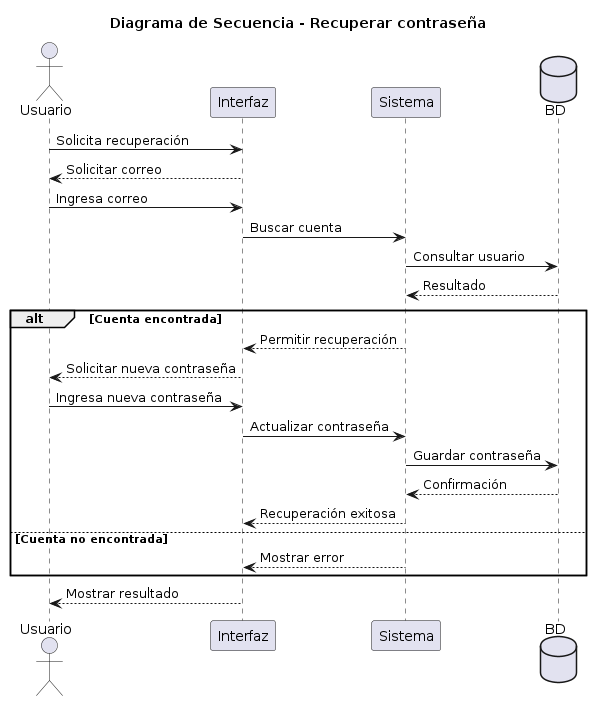 Diagrama de Secuencia - Recuperar contraseña
Usuario
Interfaz
Sistema
BD
Solicita recuperación
Solicitar correo
Ingresa correo
Buscar cuenta
Consultar usuario
Resultado
alt
[Cuenta encontrada]
Permitir recuperación
Solicitar nueva contraseña
Ingresa nueva contraseña
Actualizar contraseña
Guardar contraseña
Confirmación
Recuperación exitosa
[Cuenta no encontrada]
Mostrar error
Mostrar resultado
Usuario
Interfaz
Sistema
BD